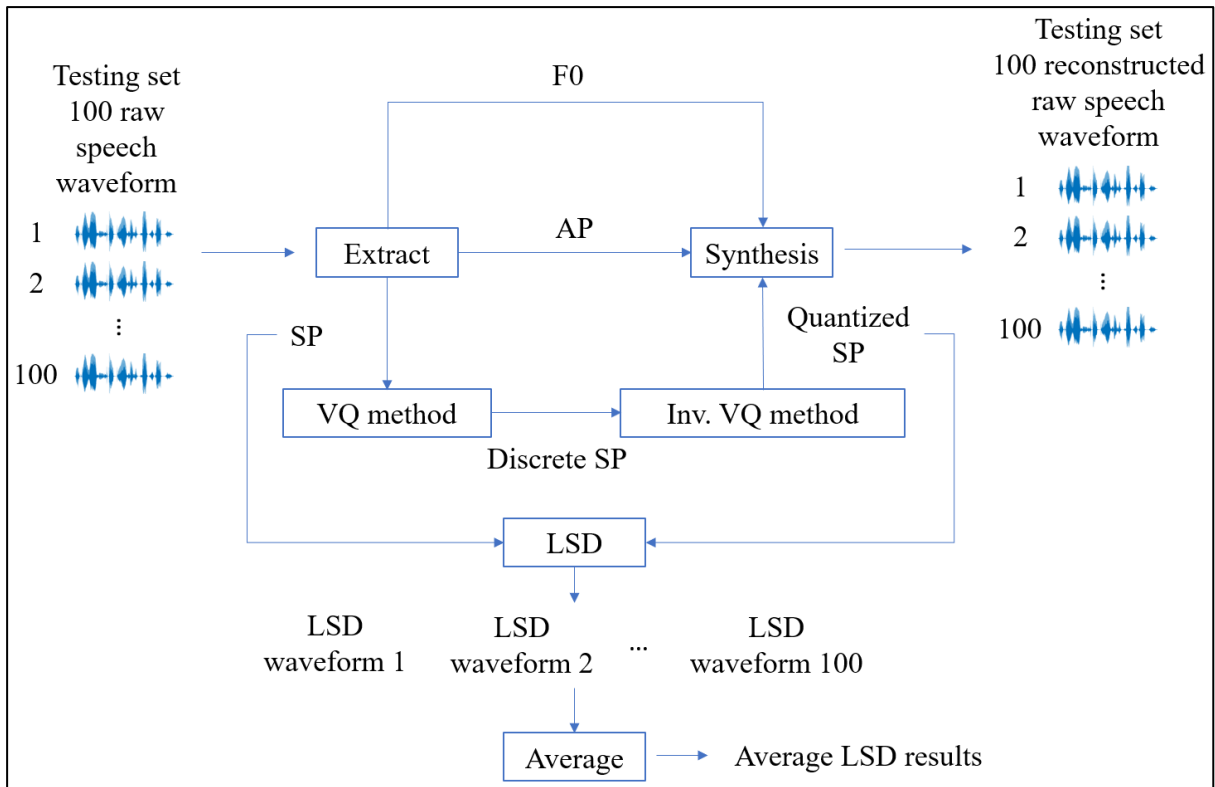 Testing set
100 raw
speech
waveform
1
2
⋮
100
F0
Extract
AP
Synthesis
SP
Quantized
SP
VQ method
Discrete SP
Inv. VQ method
Testing set
100 reconstructed
raw speech
waveform
1
2
⋮
100
LSD
LSD
waveform 1
LSD
waveform 2
...
LSD
waveform 100
Average
Average LSD results